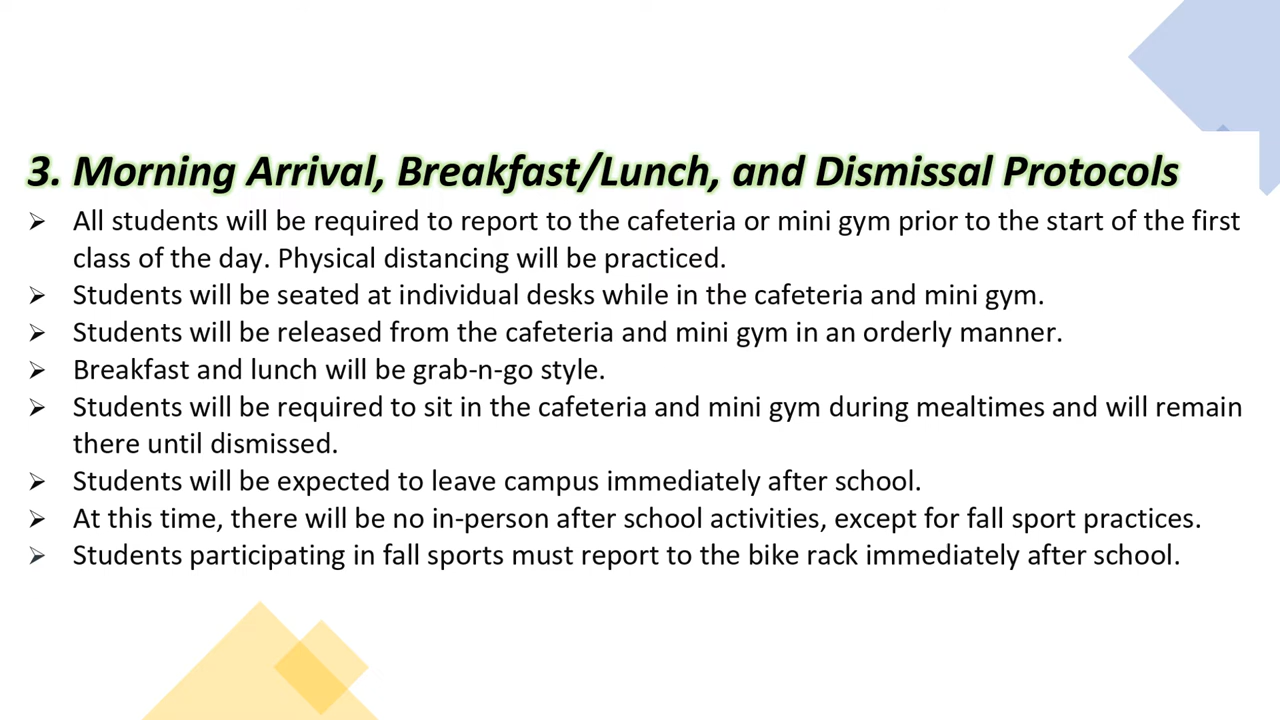 3. Morning Arrival, Breakfast/Lunch, and Dismissal Protocols
➢ All students will be required to report to the cafeteria or mini gym prior to the start of the first
class of the day. Physical distancing will be practiced.
➢ Students will be seated at individual desks while in the cafeteria and mini gym.
➢ Students will be released from the cafeteria and mini gym in an orderly manner.
➢ Breakfast and lunch will be grab-n-go style.
➢ Students will be required to sit in the cafeteria and mini gym during mealtimes and will remain
there until dismissed.
➢ Students will be expected to leave campus immediately after school.
➢ At this time, there will be no in-person after school activities, except for fall sport practices.
➢ Students participating in fall sports must report to the bike rack immediately after school.